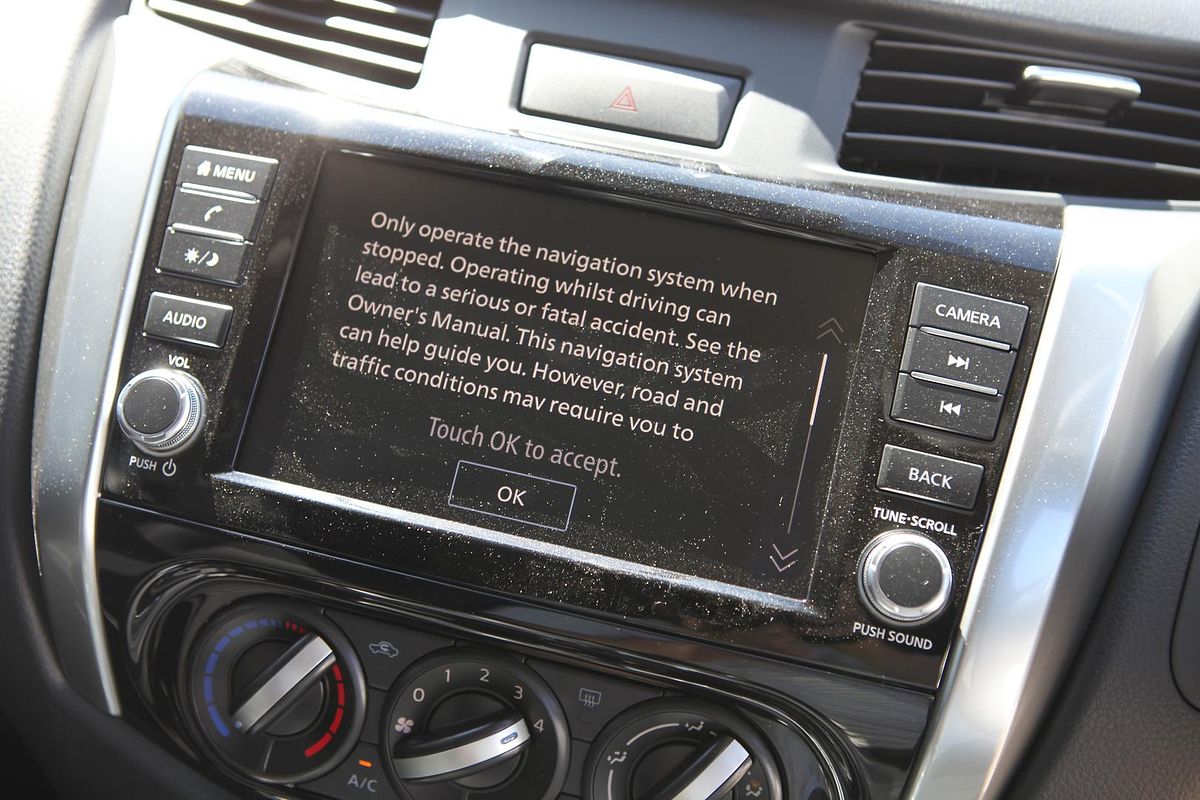 MENU
AUDIO
VOL
PUSH
Only operate the navigation system when
stopped. Operating whilst driving can
lead to a serious or fatal accident. See the
Owner's Manual. This navigation system
can help guide you. However, road and
traffic conditions may require you to
Touch OK to accept.
OK
CAMERA
BACK
TUNE·SCROLL
PUSH SOUND
0 1 2 3 4
A/C